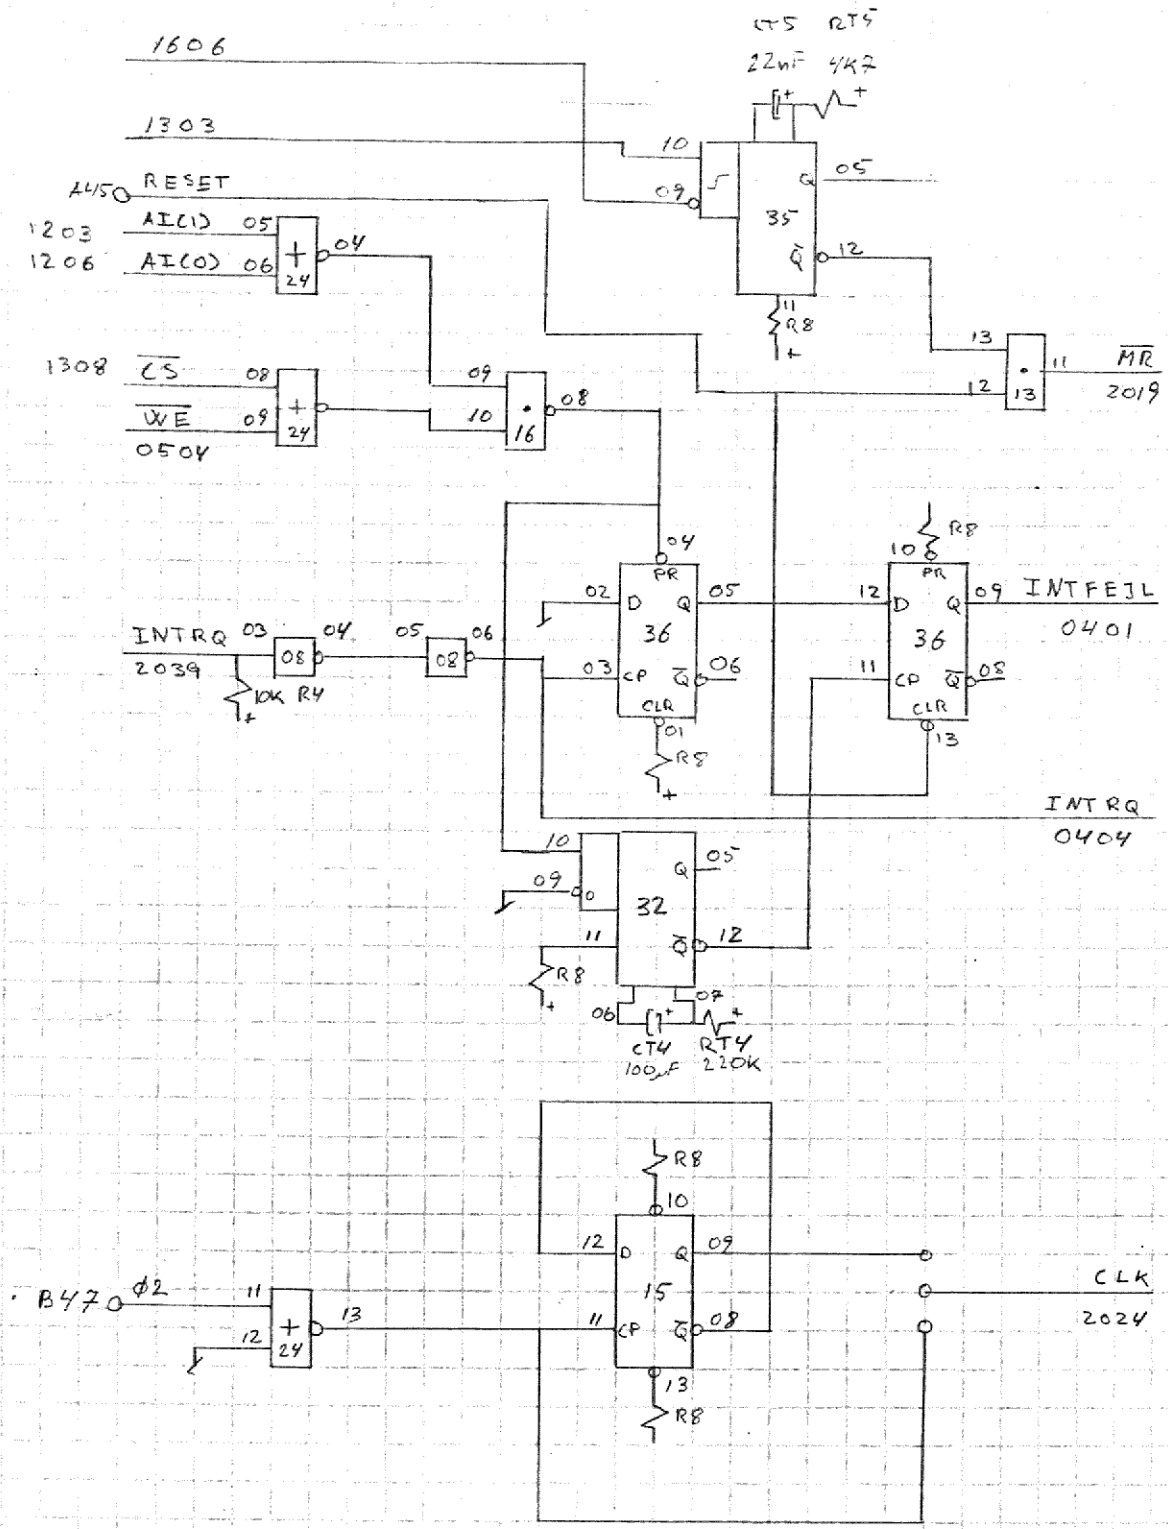 CT5 RT5
22nF 4K7
1606
+ +
1303
10
A45 RESET
09
Q 05
35
1203 AI(1) 05
+ 04
1206 AI(0) 06
24
Q̅ 12
11
R8
+
13
1308 C̅S̅ 08
09
11 M̅R̅
12 13
2019
+
W̅E̅ 09
24
10
08
16
0504
04
PR
R8
10
PR
02 D Q 05
12 D Q 09 INTFEJL
0401
36
36
INTRQ 03 04 05 06
08 08
2039
03 CP Q̅ 06
11 CP Q̅ 08
10K R4
+
CLR
01
CLR
13
R8
+
INTRQ
0404
10
Q 05
09
32
11
Q̅ 12
R8
+
06 07
+ +
CT4 RT4
100µF 220K
R8
10
12 D Q 09
15
B47 Φ2 11
+ 13
12
24
11 CP Q̅ 08
CLK
2024
13
R8